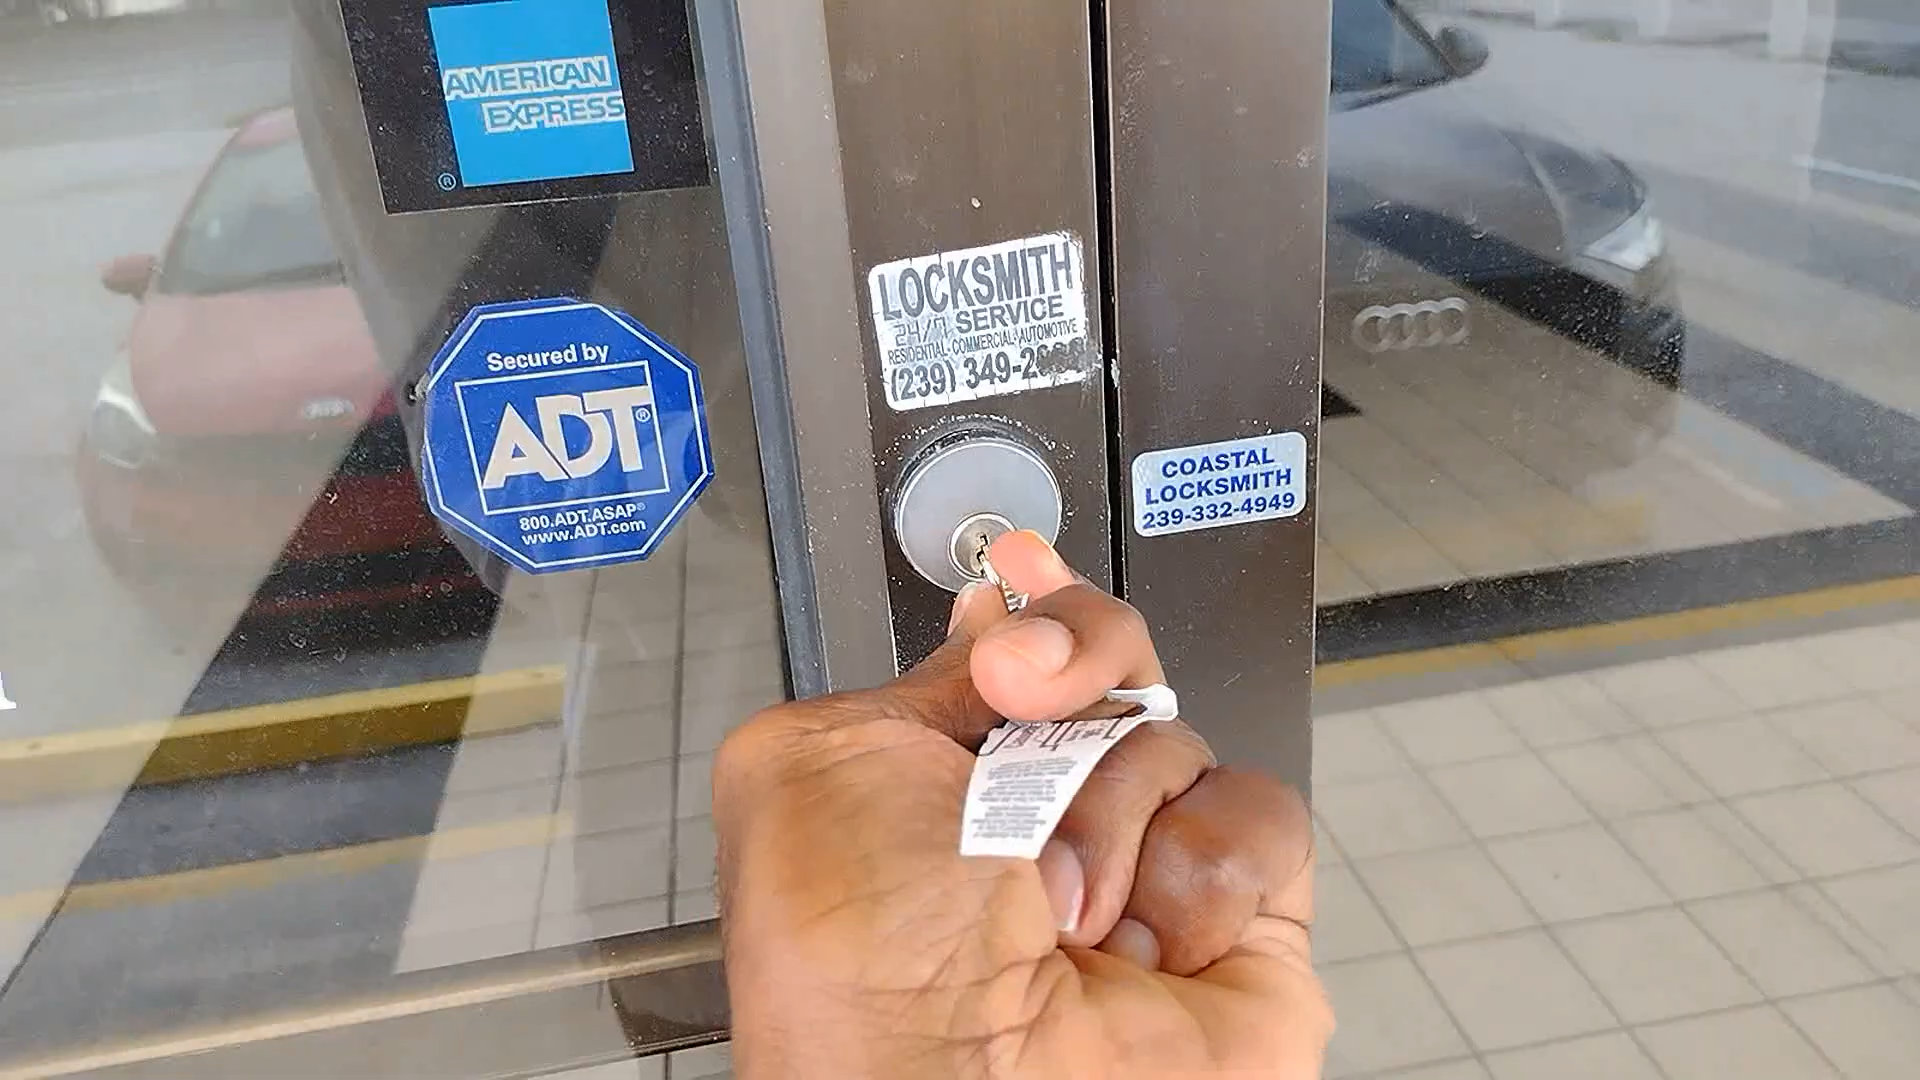 AMERICAN
EXPRESS
®
LOCKSMITH
24/7 SERVICE
RESIDENTIAL·COMMERCIAL·AUTOMOTIVE
(239) 349-2
Secured by
ADT®
800.ADT.ASAP®
www.ADT.com
COASTAL
LOCKSMITH
239-332-4949